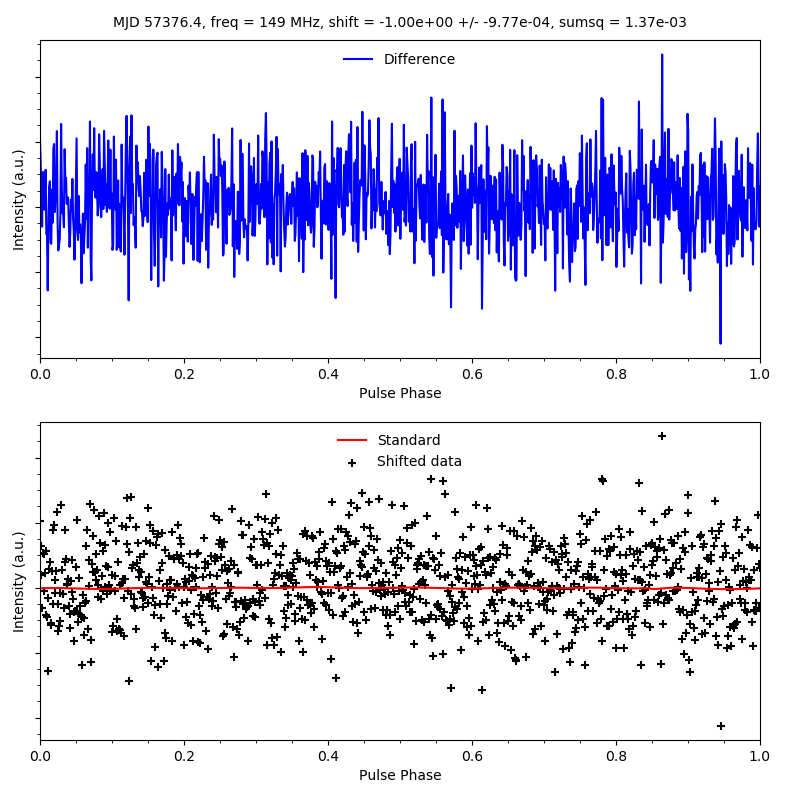 MJD 57376.4, freq = 149 MHz, shift = -1.00e+00 +/- -9.77e-04, sumsq = 1.37e-03
Difference
Intensity (a.u.)
0.0 0.2 0.4 0.6 0.8 1.0
Pulse Phase
Standard
Shifted data
Intensity (a.u.)
0.0 0.2 0.4 0.6 0.8 1.0
Pulse Phase